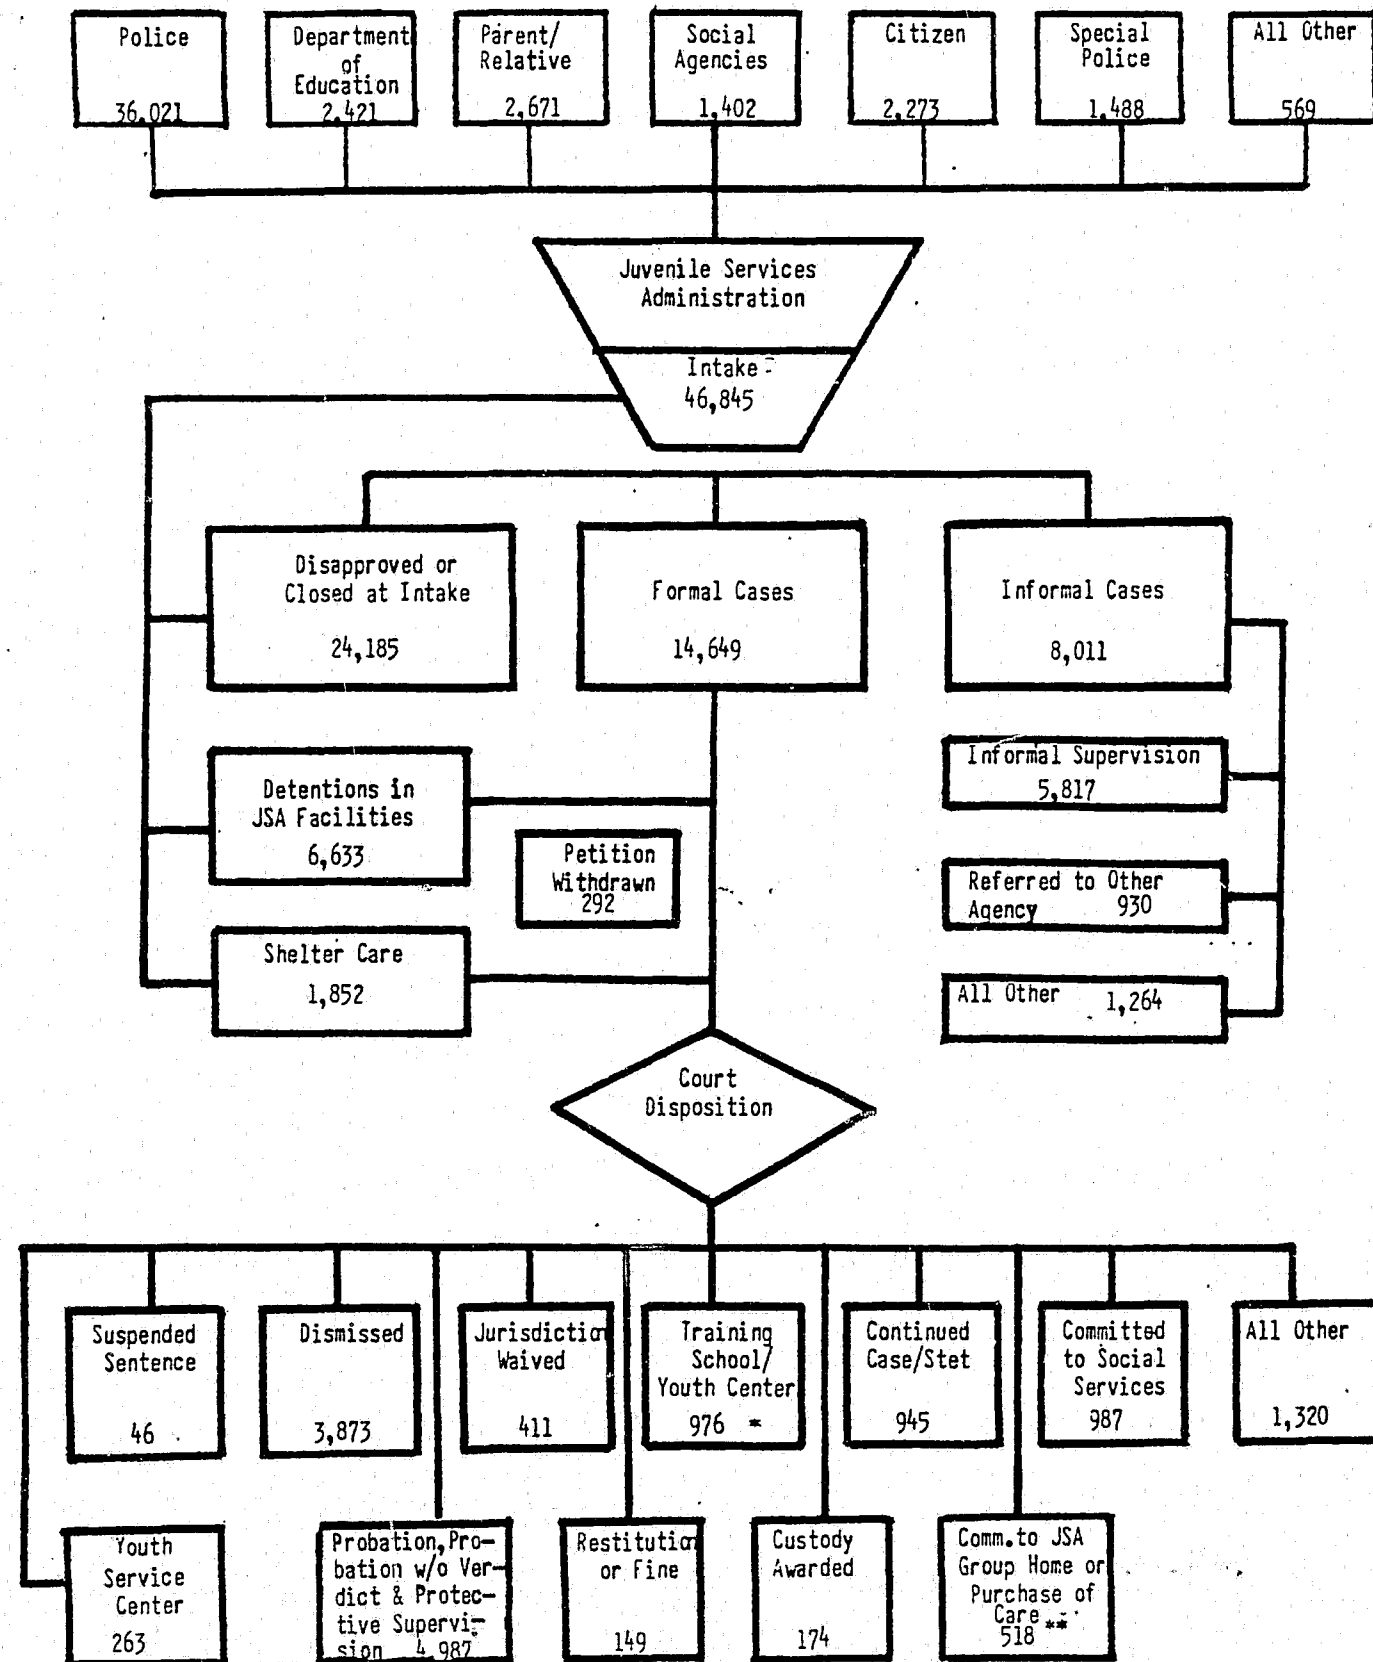 Police
36,021
Department
of
Education
2,421
Parent/
Relative
2,671
Social
Agencies
1,402
Citizen
2,273
Special
Police
1,488
All Other
569
Juvenile Services
Administration
Intake
46,845
Disapproved or
Closed at Intake
24,185
Formal Cases
14,649
Informal Cases
8,011
Informal Supervision
5,817
Detentions in
JSA Facilities
6,633
Petition
Withdrawn
292
Referred to Other
Agency 930
Shelter Care
1,852
All Other 1,264
Court
Disposition
Suspended
Sentence
46
Dismissed
3,873
Jurisdiction
Waived
411
Training
School/
Youth Center
976 *
Continued
Case/Stet
945
Committed
to Social
Services
987
All Other
1,320
Youth
Service
Center
263
Probation, Pro-
bation w/o Ver-
dict & Protec-
tive Supervi-
sion 4,987
Restitution
or Fine
149
Custody
Awarded
174
Comm. to JSA
Group Home or
Purchase of
Care **
518